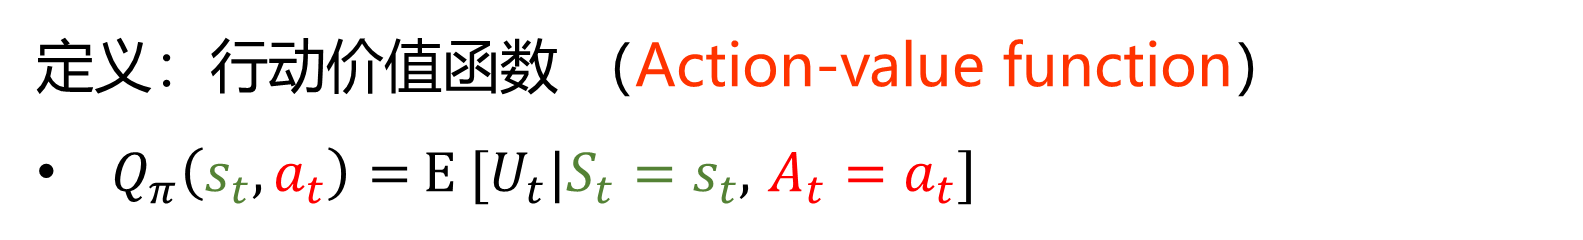 定义：行动价值函数 （Action-value function）
• Qπ(st, at) = E [Ut|St = st, At = at]